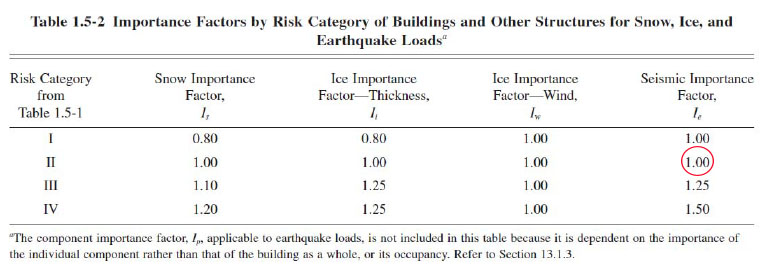 Table 1.5-2 Importance Factors by Risk Category of Buildings and Other Structures for Snow, Ice, and
Earthquake Loadsᵃ
Risk Category from Table 1.5-1 Snow Importance Factor, Iₛ Ice Importance Factor—Thickness, Iᵢ Ice Importance Factor—Wind, I_w Seismic Importance Factor, Iₑ
I 0.80 0.80 1.00 1.00
II 1.00 1.00 1.00 1.00
III 1.10 1.25 1.00 1.25
IV 1.20 1.25 1.00 1.50
ᵃThe component importance factor, Iₚ, applicable to earthquake loads, is not included in this table because it is dependent on the importance of
the individual component rather than that of the building as a whole, or its occupancy. Refer to Section 13.1.3.